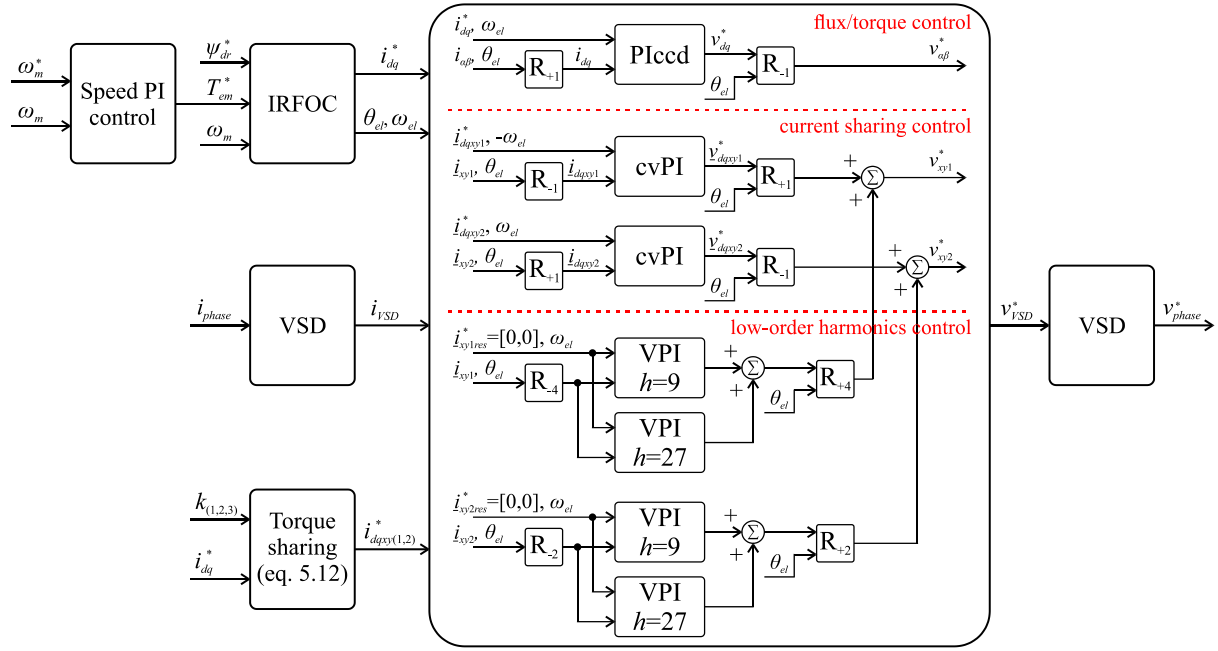 ω*m
ωm
Speed PI
control
ψ*dr
T*em
ωm
IRFOC
i*dq
θel, ωel
iphase
VSD
iVSD
k(1,2,3)
i*dq
Torque
sharing
(eq. 5.12)
i*dqxy(1,2)
flux/torque control
i*dq, ωel
iαβ, θel
R+1
idq
PIccd
v*dq
θel
R-1
v*αβ
current sharing control
i*dqxy1, -ωel
ixy1, θel
R-1
idqxy1
cvPI
v*dqxy1
θel
R+1
+
+
Σ
v*xy1
i*dqxy2, ωel
ixy2, θel
R+1
idqxy2
cvPI
v*dqxy2
θel
R-1
+
+
Σ
v*xy2
low-order harmonics control
i*xy1res=[0,0], ωel
ixy1, θel
R-4
VPI
h=9
VPI
h=27
+
+
Σ
θel
R+4
i*xy2res=[0,0], ωel
ixy2, θel
R-2
VPI
h=9
VPI
h=27
+
+
Σ
θel
R+2
v*VSD
VSD
v*phase